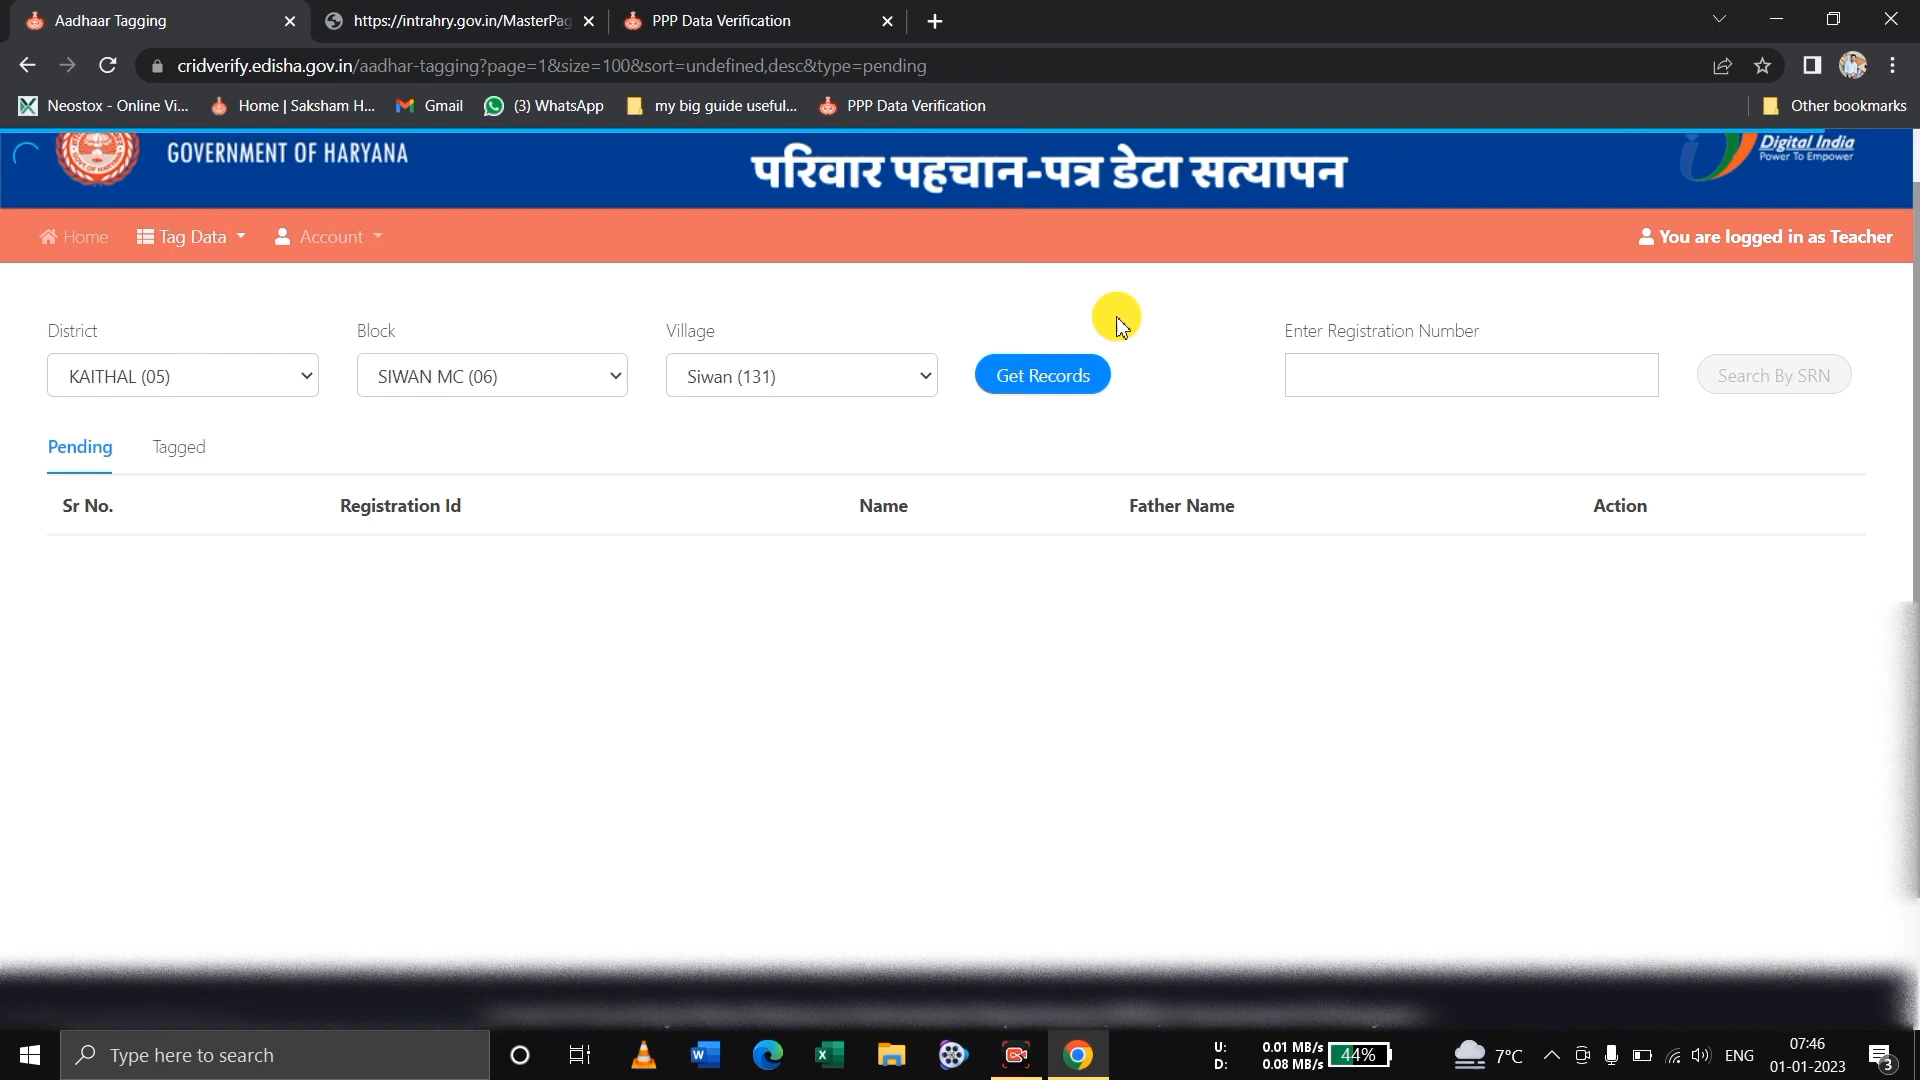 Aadhaar Tagging
https://intrahry.gov.in/MasterPag
PPP Data Verification
cridverify.edisha.gov.in/aadhar-tagging?page=1&size=100&sort=undefined,desc&type=pending
Neostox - Online Vi...
Home | Saksham H...
Gmail
(3) WhatsApp
my big guide useful...
PPP Data Verification
Other bookmarks
GOVERNMENT OF HARYANA
परिवार पहचान-पत्र डेटा सत्यापन
Digital India
Power To Empower
Home
Tag Data
Account
You are logged in as Teacher
District
Block
Village
Enter Registration Number
KAITHAL (05)
SIWAN MC (06)
Siwan (131)
Get Records
Search By SRN
Pending
Tagged
Sr No.
Registration Id
Name
Father Name
Action
Type here to search
U: 0.01 MB/s
D: 0.08 MB/s
44%
7°C
ENG
07:46
01-01-2023
3